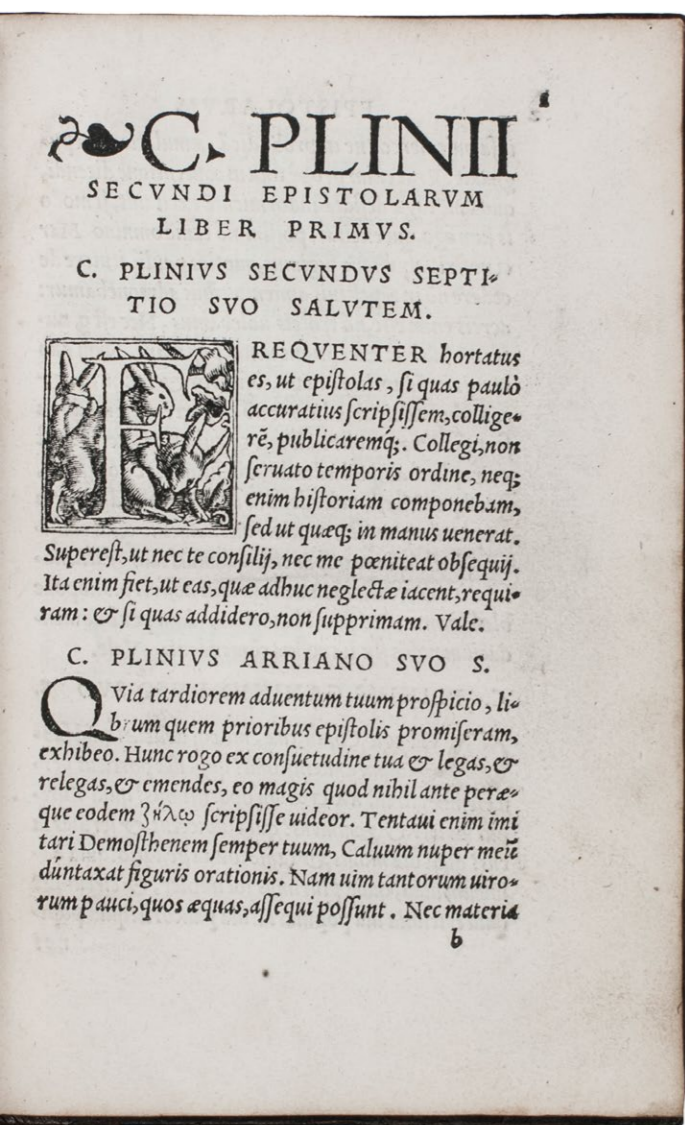 1
❧C. PLINII
SECVNDI EPISTOLARVM
LIBER PRIMVS.
C. PLINIVS SECVNDVS SEPTI-
TIO SVO SALVTEM.
FREQVENTER hortatus
es, ut epiſtolas, ſi quas paulò
accuratius ſcripſiſſem, collige-
rē, publicaremq́;. Collegi, non
ſeruato temporis ordine, neq;
enim hiſtoriam componebam,
ſed ut quæq; in manus uenerat.
Supereſt, ut nec te conſilij, nec me pœniteat obſequij.
Ita enim fiet, ut eas, quæ adhuc neglectæ iacent, requi-
ram: & ſi quas addidero, non ſupprimam. Vale.
C. PLINIVS ARRIANO SVO S.
QVia tardiorem aduentum tuum proſpicio, li-
brum quem prioribus epiſtolis promiſeram,
exhibeo. Hunc rogo ex conſuetudine tua & legas, &
relegas, & emendes, eo magis quod nihil ante peræ-
que eodem ζήλῳ ſcripſiſſe uideor. Tentaui enim imi
tari Demoſthenem ſemper tuum, Caluum nuper meũ
duntaxat figuris orationis. Nam uim tantorum uiro-
rum pauci, quos æquas, aſſequi poſſunt. Nec materia
b